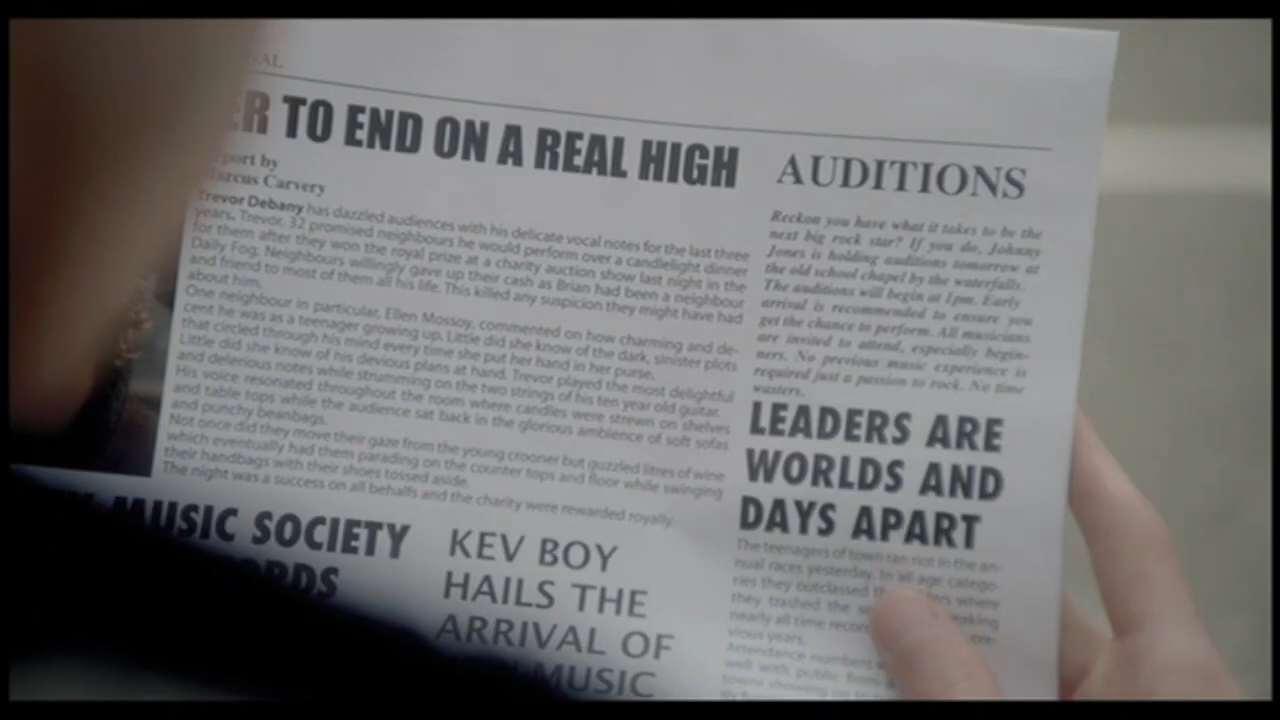 TO END ON A REAL HIGH
port by
Marcus Carvery
Trevor Debany has dazzled audiences with his delicate vocal notes for the last three
years. Trevor, 32 promised neighbours he would perform over a candlelight dinner
for them after they won the royal prize at a charity auction show last night in the
Daily Fog. Neighbours willingly gave up their cash as Brian had been a neighbour
and friend to most of them all his life. This killed any suspicion they might have had
about him.
One neighbour in particular, Ellen Mossoy, commented on how charming and de-
cent he was as a teenager growing up. Little did she know of the dark, sinister plots
that circled through his mind every time she put her hand in her purse.
Little did she know of his devious plans at hand. Trevor played the most delightful
and delerious notes while strumming on the two strings of his ten year old guitar.
His voice resonated throughout the room where candles were strewn on shelves
and table tops while the audience sat back in the glorious ambience of soft sofas
and punchy beanbags.
Not once did they move their gaze from the young crooner but guzzled litres of wine
which eventually had them parading on the counter tops and floor while swinging
their handbags with their shoes tossed aside.
The night was a success on all behalfs and the charity were rewarded royally.
AUDITIONS
Reckon you have what it takes to be the
next big rock star? If you do, Johnny
Jones is holding auditions tomorrow at
the old school chapel by the waterfalls.
The auditions will begin at 1pm. Early
arrival is recommended to ensure you
get the chance to perform. All musicians
are invited to attend, especially begin-
ners. No previous music experience is
required just a passion to rock. No time
wasters.
LEADERS ARE
WORLDS AND
DAYS APART
The teenagers of town ran riot in the an-
nual races yesterday. In all age catego-
ries they outclassed where
they trashed the
nearly all time pre-
vious years.
Attendance numbers
well with public from
MUSIC SOCIETY
KEV BOY
HAILS THE
ARRIVAL OF
MUSIC